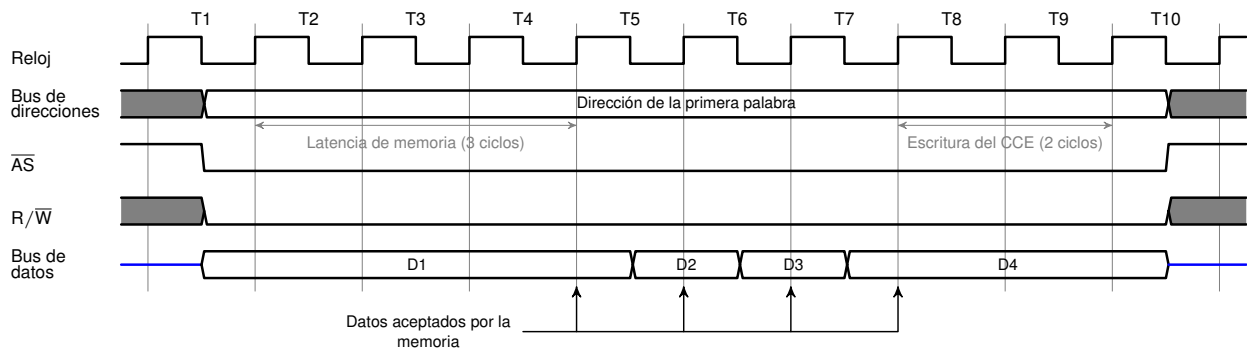 T1 T2 T3 T4 T5 T6 T7 T8 T9 T10
Reloj
Bus de
direcciones
Dirección de la primera palabra
Latencia de memoria (3 ciclos)
Escritura del CCE (2 ciclos)
AS
R/W
Bus de
datos
D1 D2 D3 D4
Datos aceptados por la
memoria